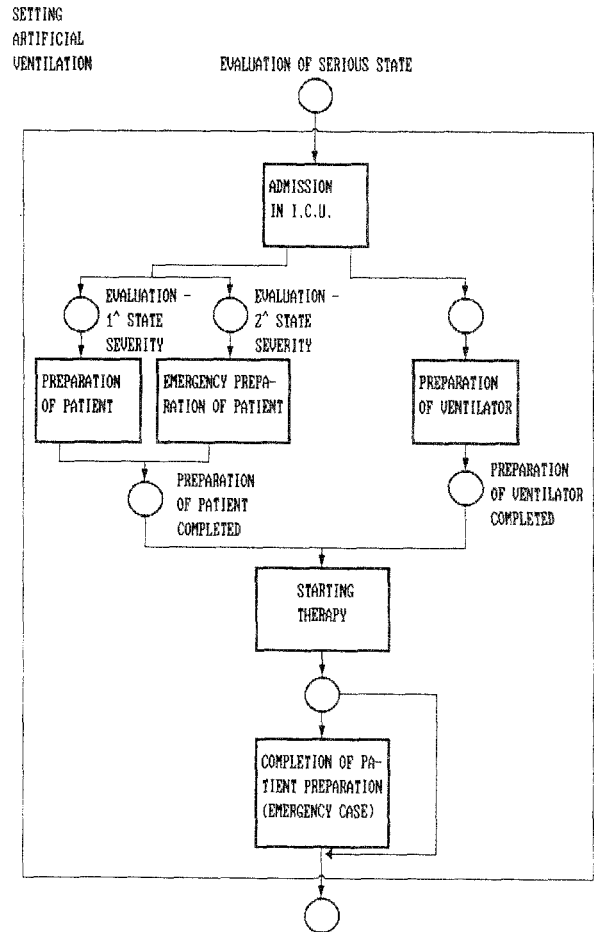 SETTING
ARTIFICIAL
VENTILATION
EVALUATION OF SERIOUS STATE
ADMISSION
IN I.C.U.
EVALUATION -
1^ STATE
SEVERITY
EVALUATION -
2^ STATE
SEVERITY
PREPARATION
OF PATIENT
EMERGENCY PREPA-
RATION OF PATIENT
PREPARATION
OF VENTILATOR
PREPARATION
OF PATIENT
COMPLETED
PREPARATION
OF VENTILATOR
COMPLETED
STARTING
THERAPY
COMPLETION OF PA-
TIENT PREPARATION
(EMERGENCY CASE)